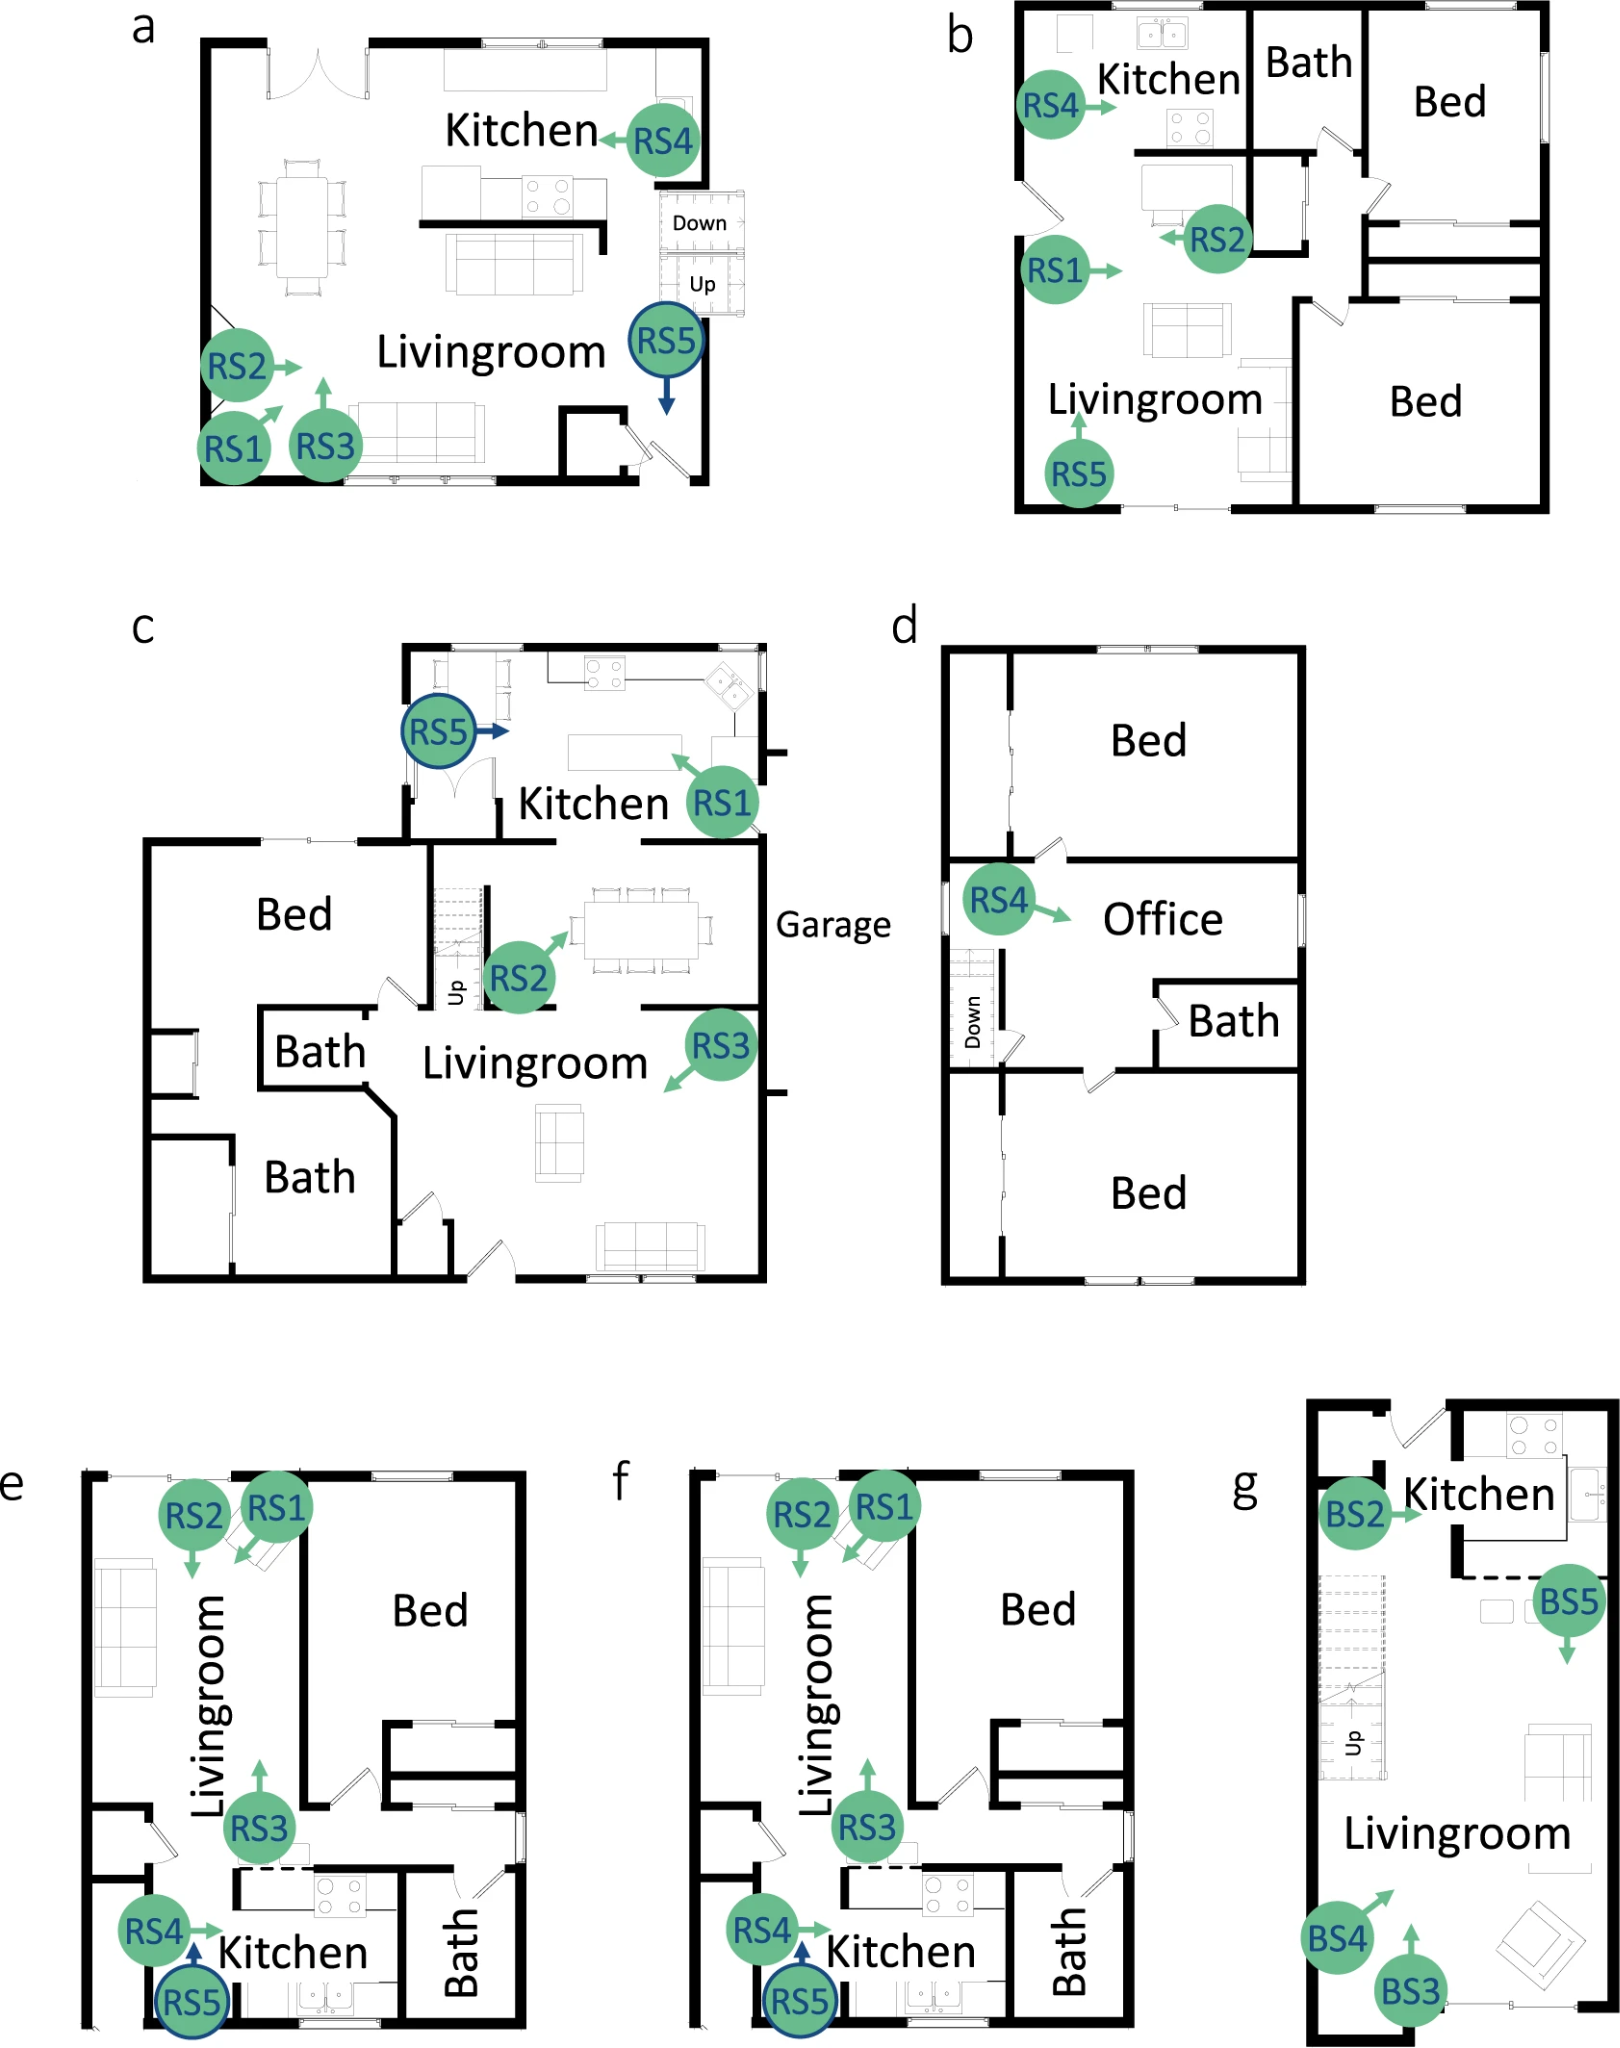 a
Kitchen
RS4
Down
Up
RS5
Livingroom
RS2
RS1
RS3
b
Kitchen
Bath
Bed
RS4
RS2
RS1
Livingroom
Bed
RS5
c
RS5
Kitchen
RS1
Bed
Garage
RS2
Up
Bath
Livingroom
RS3
Bath
d
Bed
RS4
Office
Down
Bath
Bed
e
RS2
RS1
Livingroom
Bed
RS3
RS4
Kitchen
Bath
RS5
f
RS2
RS1
Livingroom
Bed
RS3
RS4
Kitchen
Bath
RS5
g
Kitchen
BS2
BS5
Up
Livingroom
BS4
BS3